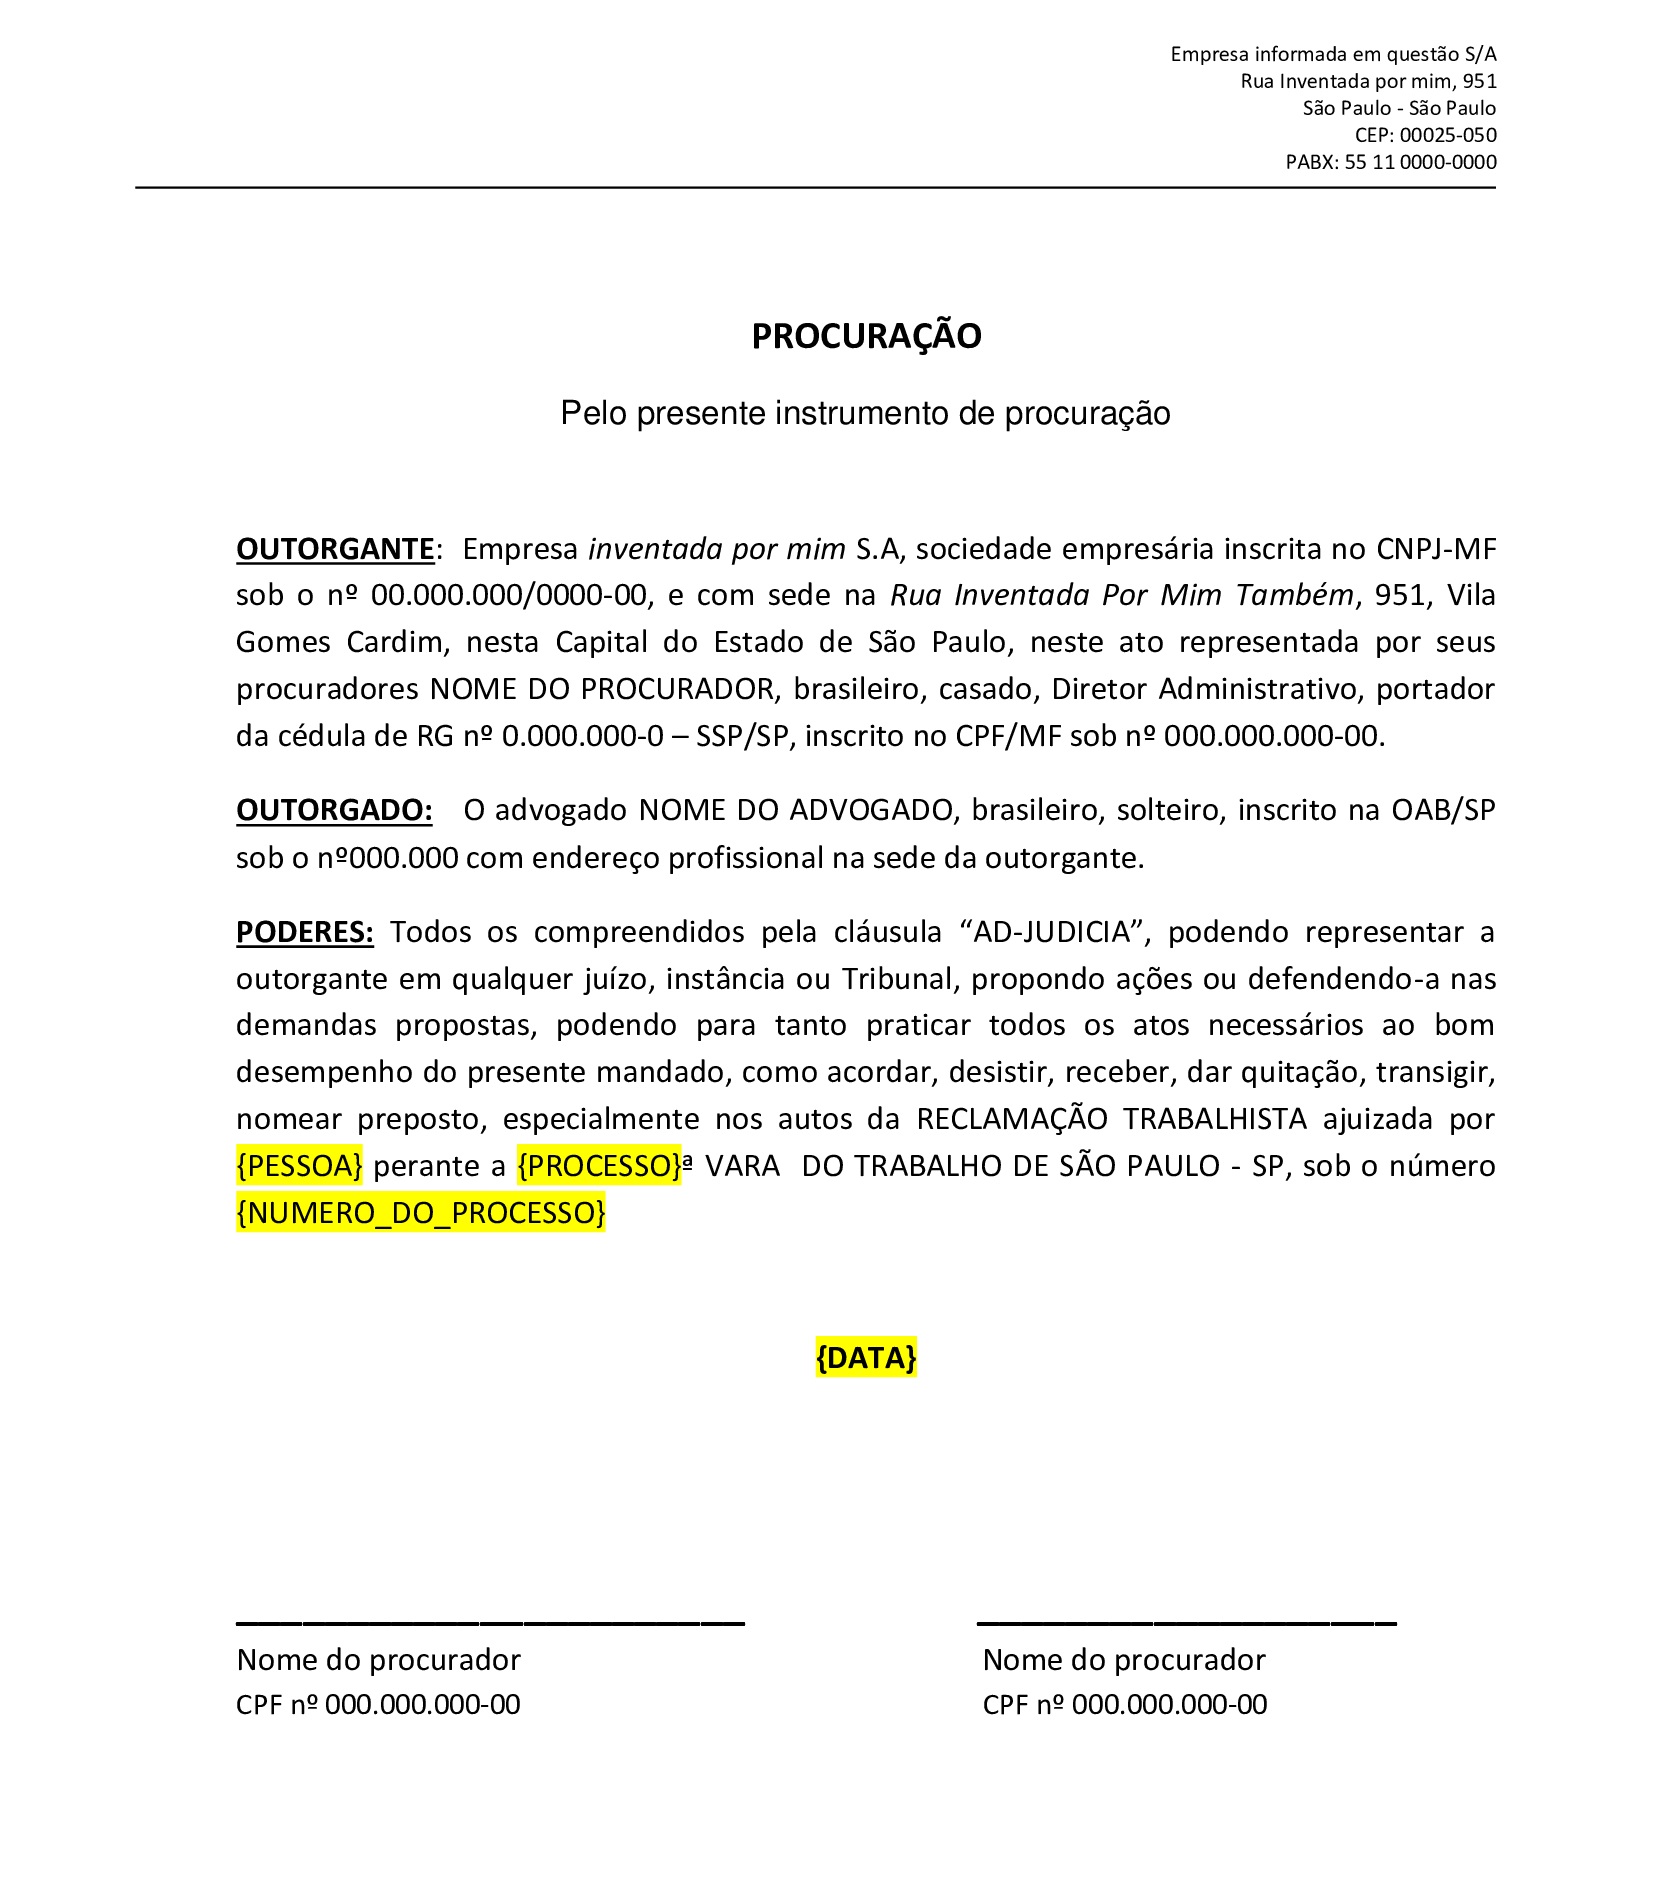 Empresa informada em questão S/A
Rua Inventada por mim, 951
São Paulo - São Paulo
CEP: 00025-050
PABX: 55 11 0000-0000
PROCURAÇÃO
Pelo presente instrumento de procuração
OUTORGANTE: Empresa inventada por mim S.A, sociedade empresária inscrita no CNPJ-MF
sob o nº 00.000.000/0000-00, e com sede na Rua Inventada Por Mim Também, 951, Vila
Gomes Cardim, nesta Capital do Estado de São Paulo, neste ato representada por seus
procuradores NOME DO PROCURADOR, brasileiro, casado, Diretor Administrativo, portador
da cédula de RG nº 0.000.000-0 – SSP/SP, inscrito no CPF/MF sob nº 000.000.000-00.
OUTORGADO: O advogado NOME DO ADVOGADO, brasileiro, solteiro, inscrito na OAB/SP
sob o nº000.000 com endereço profissional na sede da outorgante.
PODERES: Todos os compreendidos pela cláusula “AD-JUDICIA”, podendo representar a
outorgante em qualquer juízo, instância ou Tribunal, propondo ações ou defendendo-a nas
demandas propostas, podendo para tanto praticar todos os atos necessários ao bom
desempenho do presente mandado, como acordar, desistir, receber, dar quitação, transigir,
nomear preposto, especialmente nos autos da RECLAMAÇÃO TRABALHISTA ajuizada por
{PESSOA} perante a {PROCESSO}ª VARA DO TRABALHO DE SÃO PAULO - SP, sob o número
{NUMERO_DO_PROCESSO}
{DATA}
Nome do procurador Nome do procurador
CPF nº 000.000.000-00 CPF nº 000.000.000-00